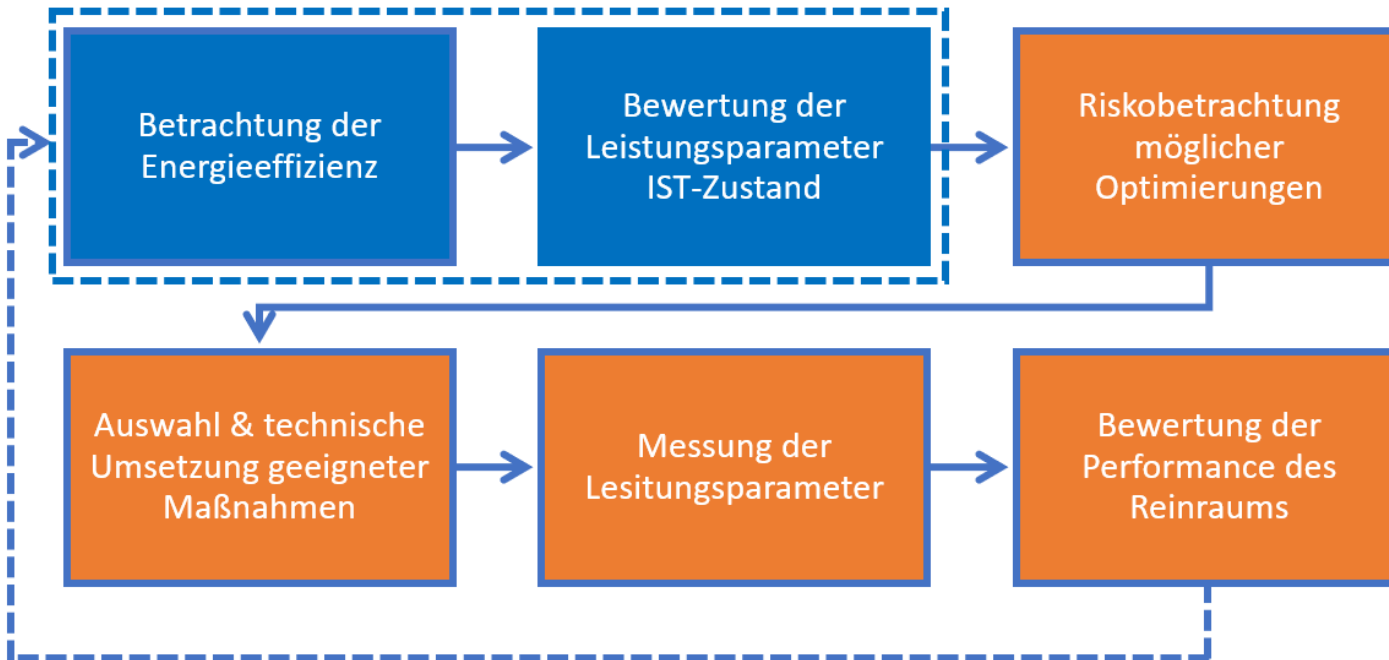 Betrachtung der
Energieeffizienz
Bewertung der
Leistungsparameter
IST-Zustand
Riskobetrachtung
möglicher
Optimierungen
Auswahl & technische
Umsetzung geeigneter
Maßnahmen
Messung der
Lesitungsparameter
Bewertung der
Performance des
Reinraums